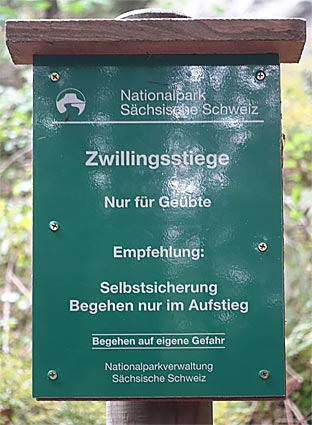 Nationalpark
Sächsische Schweiz
Zwillingsstiege
Nur für Geübte
Empfehlung:
Selbstsicherung
Begehen nur im Aufstieg
Begehen auf eigene Gefahr
Nationalparkverwaltung
Sächsische Schweiz